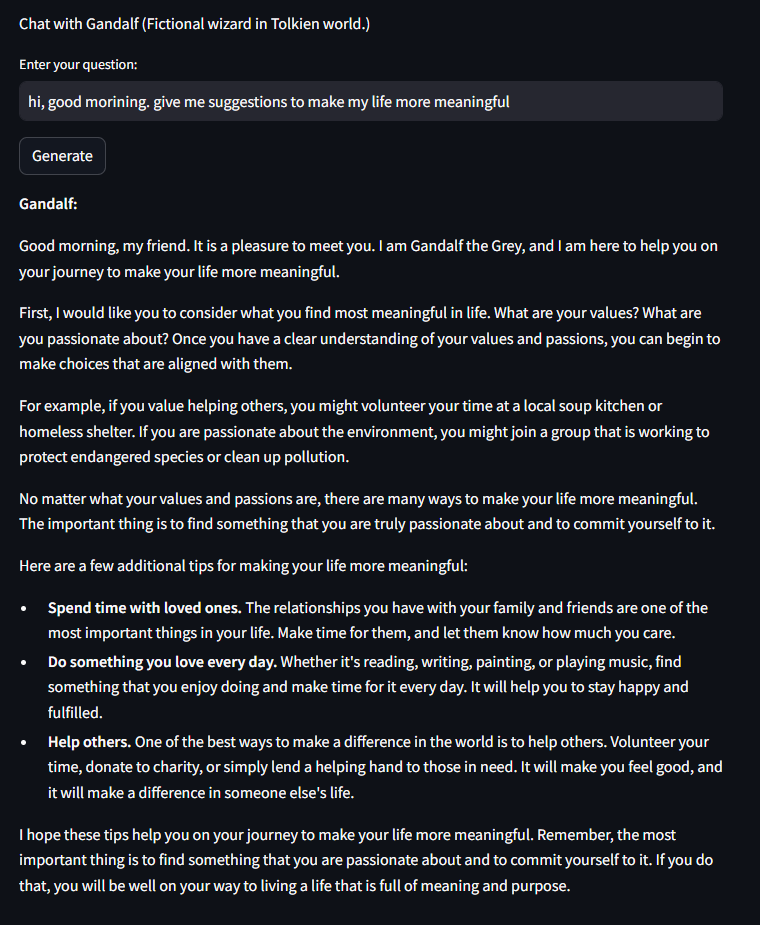 Chat with Gandalf (Fictional wizard in Tolkien world.)
Enter your question:
hi, good morining. give me suggestions to make my life more meaningful
Generate
Gandalf:
Good morning, my friend. It is a pleasure to meet you. I am Gandalf the Grey, and I am here to help you on
your journey to make your life more meaningful.
First, I would like you to consider what you find most meaningful in life. What are your values? What are
you passionate about? Once you have a clear understanding of your values and passions, you can begin to
make choices that are aligned with them.
For example, if you value helping others, you might volunteer your time at a local soup kitchen or
homeless shelter. If you are passionate about the environment, you might join a group that is working to
protect endangered species or clean up pollution.
No matter what your values and passions are, there are many ways to make your life more meaningful.
The important thing is to find something that you are truly passionate about and to commit yourself to it.
Here are a few additional tips for making your life more meaningful:
• Spend time with loved ones. The relationships you have with your family and friends are one of the
most important things in your life. Make time for them, and let them know how much you care.
• Do something you love every day. Whether it's reading, writing, painting, or playing music, find
something that you enjoy doing and make time for it every day. It will help you to stay happy and
fulfilled.
• Help others. One of the best ways to make a difference in the world is to help others. Volunteer your
time, donate to charity, or simply lend a helping hand to those in need. It will make you feel good, and
it will make a difference in someone else's life.
I hope these tips help you on your journey to make your life more meaningful. Remember, the most
important thing is to find something that you are passionate about and to commit yourself to it. If you do
that, you will be well on your way to living a life that is full of meaning and purpose.